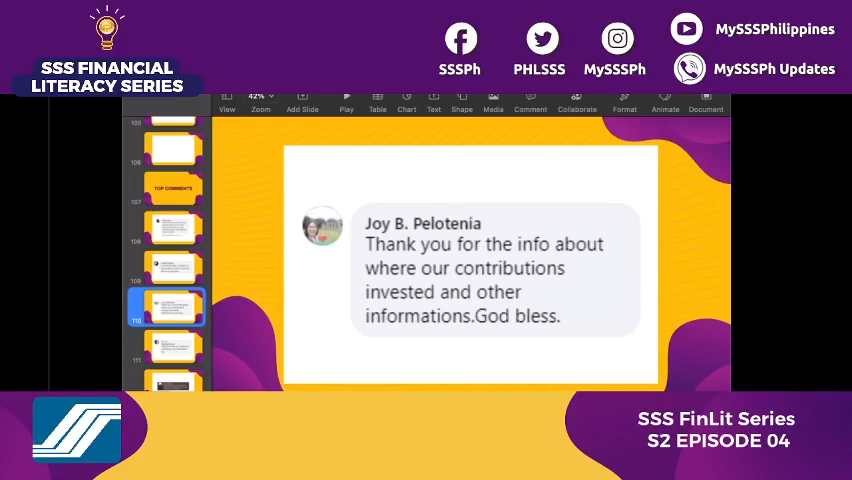 SSS FINANCIAL
LITERACY SERIES
SSSPh
PHLSSS
MySSSPh
MySSSPhilippines
MySSSPh Updates
42%
View
Zoom
Add Slide
Play
Table
Chart
Text
Shape
Media
Comment
Collaborate
Format
Animate
Document
105
106
TOP COMMENTS
107
108
109
110
111
Joy B. Pelotenia
Thank you for the info about
where our contributions
invested and other
informations.God bless.
SSS FinLit Series
S2 EPISODE 04